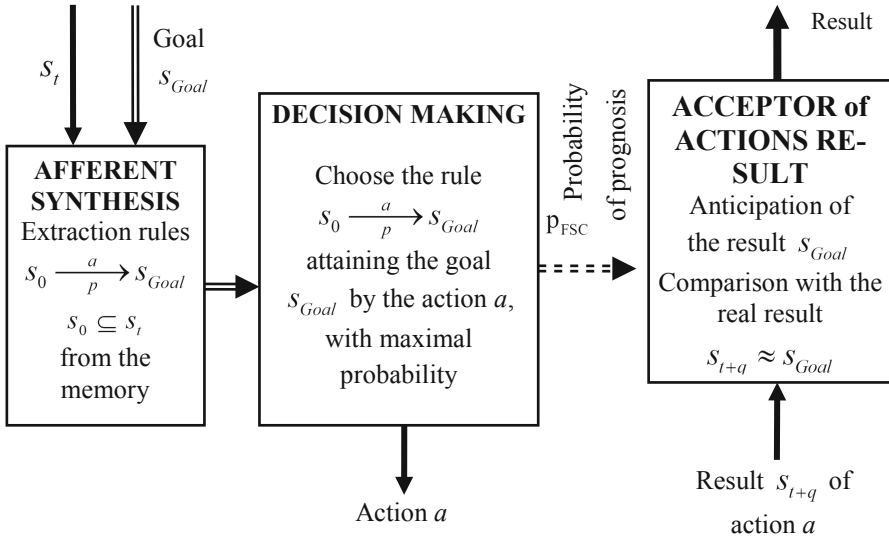 Goal
s_t
s_Goal
AFFERENT
SYNTHESIS
Extraction rules
s_0 —a/p→ s_Goal
s_0 ⊆ s_t
from the
memory
DECISION MAKING
Choose the rule
s_0 —a/p→ s_Goal
attaining the goal
s_Goal by the action a,
with maximal
probability
Action a
p_FSC
Probability
of prognosis
Result
ACCEPTOR of
ACTIONS RE-
SULT
Anticipation of
the result s_Goal
Comparison with the
real result
s_t+q ≈ s_Goal
Result s_t+q of
action a